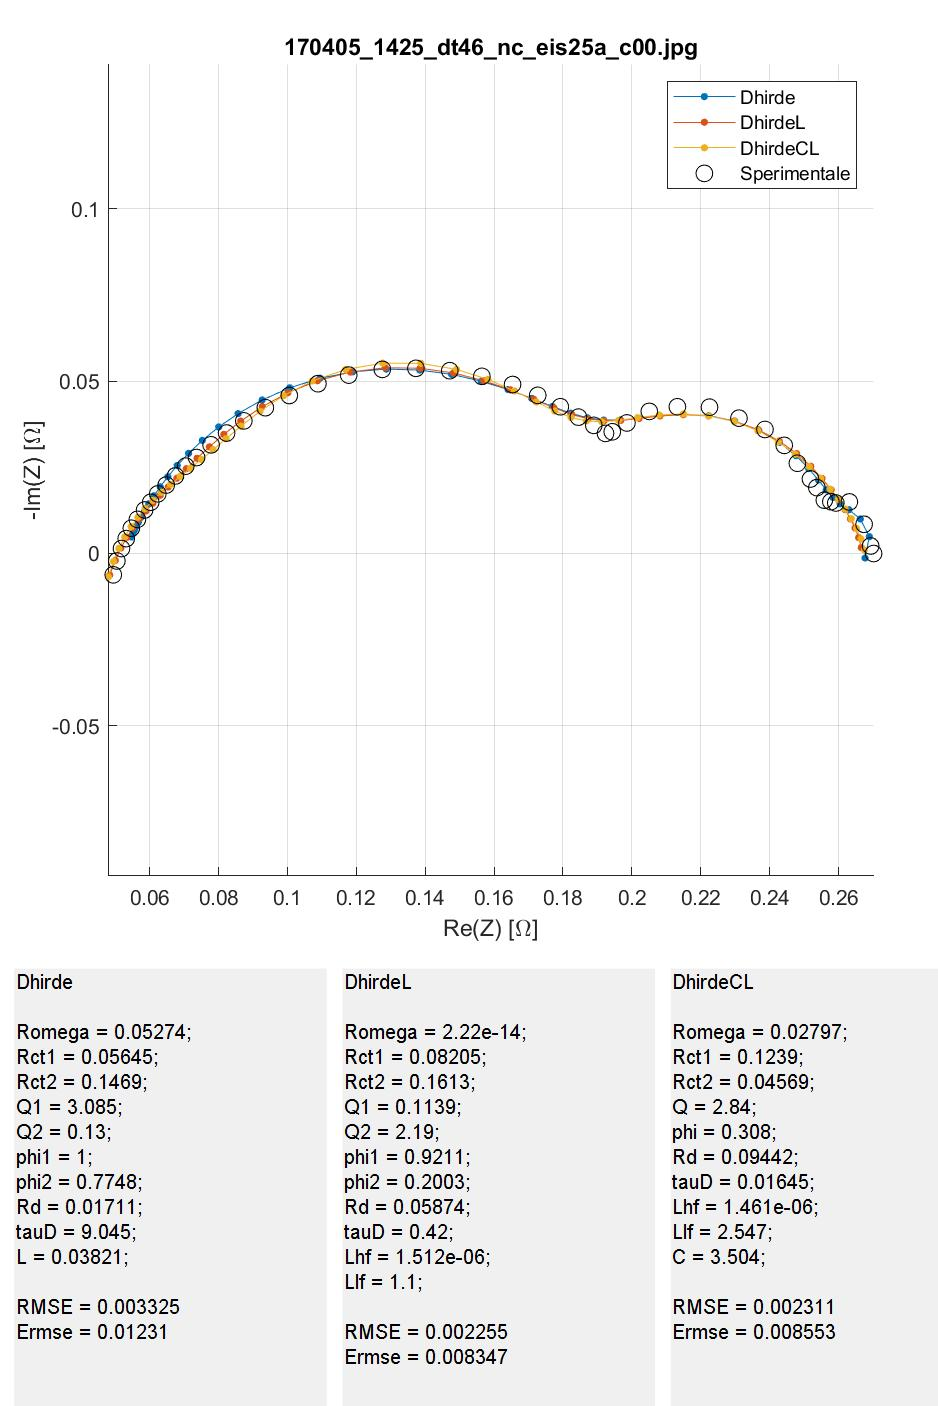 170405_1425_dt46_nc_eis25a_c00.jpg
Dhirde
DhirdeL
DhirdeCL
Sperimentale
0.1
0.05
0
-0.05
-Im(Z) [Ω]
0.06 0.08 0.1 0.12 0.14 0.16 0.18 0.2 0.22 0.24 0.26
Re(Z) [Ω]
Dhirde
Romega = 0.05274;
Rct1 = 0.05645;
Rct2 = 0.1469;
Q1 = 3.085;
Q2 = 0.13;
phi1 = 1;
phi2 = 0.7748;
Rd = 0.01711;
tauD = 9.045;
L = 0.03821;
RMSE = 0.003325
Ermse = 0.01231
DhirdeL
Romega = 2.22e-14;
Rct1 = 0.08205;
Rct2 = 0.1613;
Q1 = 0.1139;
Q2 = 2.19;
phi1 = 0.9211;
phi2 = 0.2003;
Rd = 0.05874;
tauD = 0.42;
Lhf = 1.512e-06;
Llf = 1.1;
RMSE = 0.002255
Ermse = 0.008347
DhirdeCL
Romega = 0.02797;
Rct1 = 0.1239;
Rct2 = 0.04569;
Q = 2.84;
phi = 0.308;
Rd = 0.09442;
tauD = 0.01645;
Lhf = 1.461e-06;
Llf = 2.547;
C = 3.504;
RMSE = 0.002311
Ermse = 0.008553